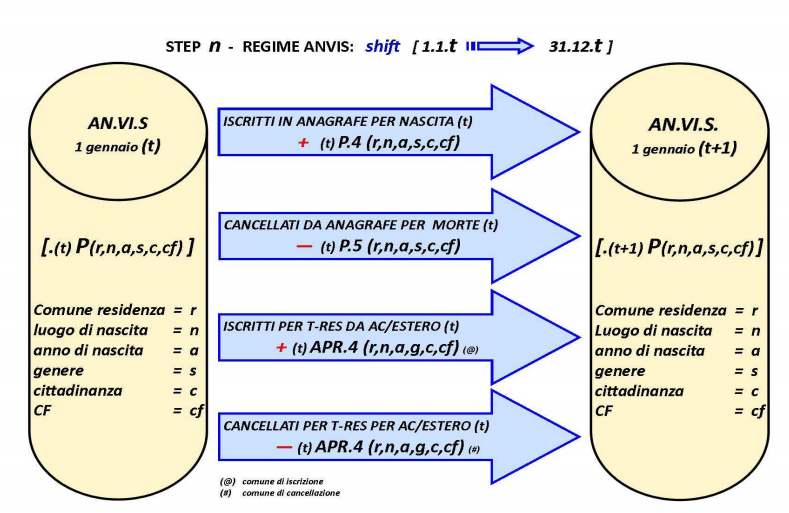 STEP n - REGIME ANVIS: shift [ 1.1.t 31.12.t ]
AN.VI.S
1 gennaio (t)
[.(t) P(r,n,a,s,c,cf) ]
Comune residenza = r
luogo di nascita = n
anno di nascita = a
genere = s
cittadinanza = c
CF = cf
ISCRITTI IN ANAGRAFE PER NASCITA (t)
+ (t) P.4 (r,n,a,s,c,cf)
CANCELLATI DA ANAGRAFE PER MORTE (t)
— (t) P.5 (r,n,a,s,c,cf)
ISCRITTI PER T-RES DA AC/ESTERO (t)
+ (t) APR.4 (r,n,a,g,c,cf) (@)
CANCELLATI PER T-RES PER AC/ESTERO (t)
— (t) APR.4 (r,n,a,g,c,cf) (#)
(@) comune di iscrizione
(#) comune di cancellazione
AN.VI.S.
1 gennaio (t+1)
[.(t+1) P(r,n,a,s,c,cf)]
Comune residenza = r
Luogo di nascita = n
anno di nascita = a
genere = s
cittadinanza = c
CF = cf